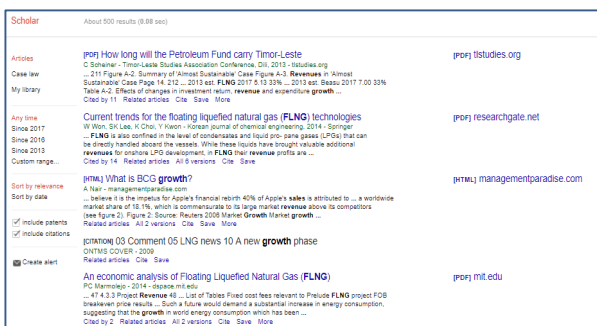 Scholar
About 500 results (0.08 sec)
Articles
Case law
My library
Any time
Since 2017
Since 2016
Since 2013
Custom range...
Sort by relevance
Sort by date
include patents
include citations
Create alert
[PDF] How long will the Petroleum Fund carry Timor-Leste
C Scheiner - Timor-Leste Studies Association Conference, Dili, 2013 - tlstudies.org
... 211 Figure A-2. Summary of 'Almost Sustainable' Case Figure A-3. Revenues in 'Almost
Sustainable' Case Page 14. 212 ... 2013 est. FLNG 2017 5.13 33% ... 2013 est. Beau 2017 7.00 33%
Table A-2. Effects of changes in investment return, revenue and expenditure growth ...
Cited by 11 Related articles Cite Save More
[PDF] tlstudies.org
Current trends for the floating liquefied natural gas (FLNG) technologies
W Won, SK Lee, K Choi, Y Kwon - Korean journal of chemical engineering, 2014 - Springer
... FLNG is also confined in the level of condensates and liquid pro- pane gases (LPGs) that can
be directly handled aboard the vessels. While these liquids have brought valuable additional
revenues for onshore LPG development, in FLNG their revenue profits are ...
Cited by 14 Related articles All 6 versions Cite Save
[PDF] researchgate.net
[HTML] What is BCG growth?
A Nair - managementparadise.com
... believe it is the impetus for Apple's financial rebirth 40% of Apple's sales is attributed to ... a worldwide
market share of 18.1%, which is commensurate to its large market revenue above its competitors
(see figure 2). Figure 2: Source: Reuters 2006 Market Growth Market growth ...
Related articles All 2 versions Cite Save More
[HTML] managementparadise.com
[CITATION] 03 Comment 05 LNG news 10 A new growth phase
ONTMS COVER - 2009
Related articles Cite Save
An economic analysis of Floating Liquefied Natural Gas (FLNG)
PC Marmolejo - 2014 - dspace.mit.edu
... 47 4.3.3 Project Revenue 48 ... List of Tables Fixed cost fees relevant to Prelude FLNG project FOB
breakeven price results ... Such a future would demand a substantial increase in energy consumption,
suggesting that the growth in world energy consumption which has been ...
Cited by 2 Related articles All 2 versions Cite Save More
[PDF] mit.edu